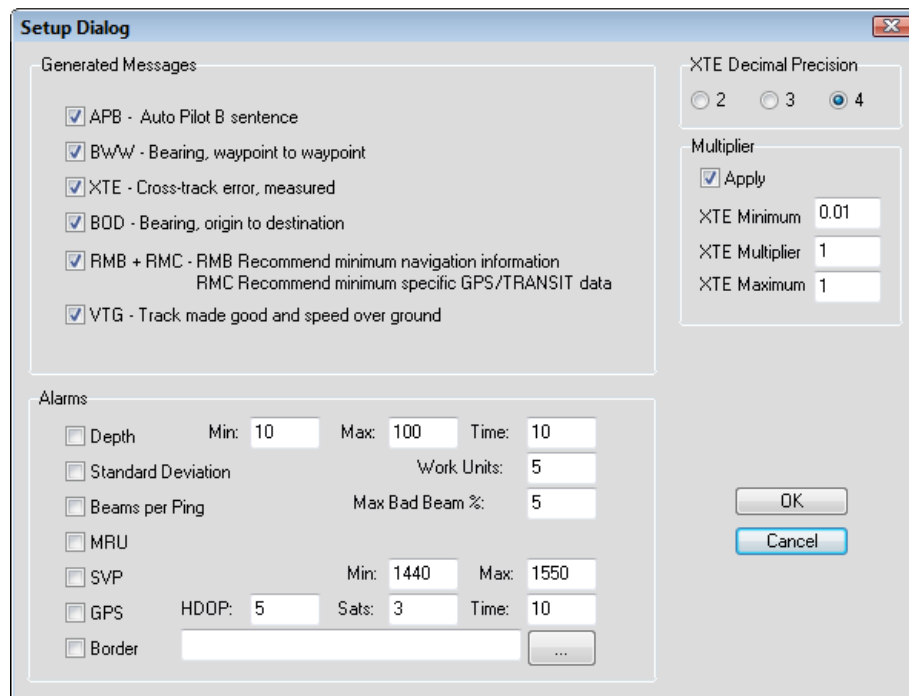 Setup Dialog
Generated Messages
APB - Auto Pilot B sentence
BWW - Bearing, waypoint to waypoint
XTE - Cross-track error, measured
BOD - Bearing, origin to destination
RMB + RMC - RMB Recommend minimum navigation information
RMC Recommend minimum specific GPS/TRANSIT data
VTG - Track made good and speed over ground
XTE Decimal Precision
2 3 4
Multiplier
Apply
XTE Minimum 0.01
XTE Multiplier 1
XTE Maximum 1
Alarms
Depth Min: 10 Max: 100 Time: 10
Standard Deviation Work Units: 5
Beams per Ping Max Bad Beam %: 5
MRU
SVP Min: 1440 Max: 1550
GPS HDOP: 5 Sats: 3 Time: 10
Border ...
OK
Cancel